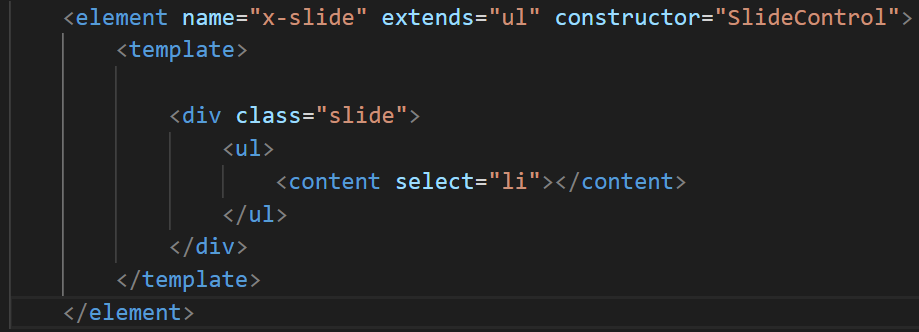 <element name="x-slide" extends="ul" constructor="SlideControl">
<template>
<div class="slide">
<ul>
<content select="li"></content>
</ul>
</div>
</template>
</element>